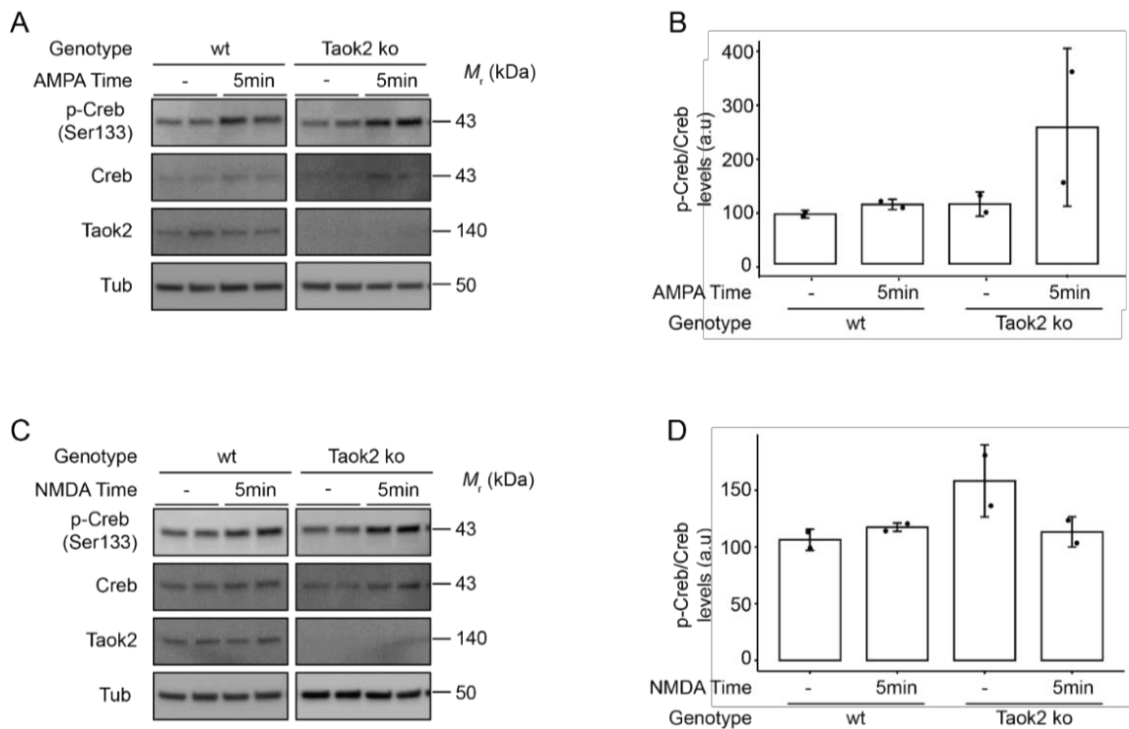 A
Genotype wt Taok2 ko
AMPA Time - 5min - 5min Mr (kDa)
p-Creb
(Ser133) 43
Creb 43
Taok2 140
Tub 50
B
400
300
200
100
0
p-Creb/Creb
levels (a.u)
AMPA Time - 5min - 5min
Genotype wt Taok2 ko
C
Genotype wt Taok2 ko
NMDA Time - 5min - 5min Mr (kDa)
p-Creb
(Ser133) 43
Creb 43
Taok2 140
Tub 50
D
150
100
50
0
p-Creb/Creb
levels (a.u)
NMDA Time - 5min - 5min
Genotype wt Taok2 ko